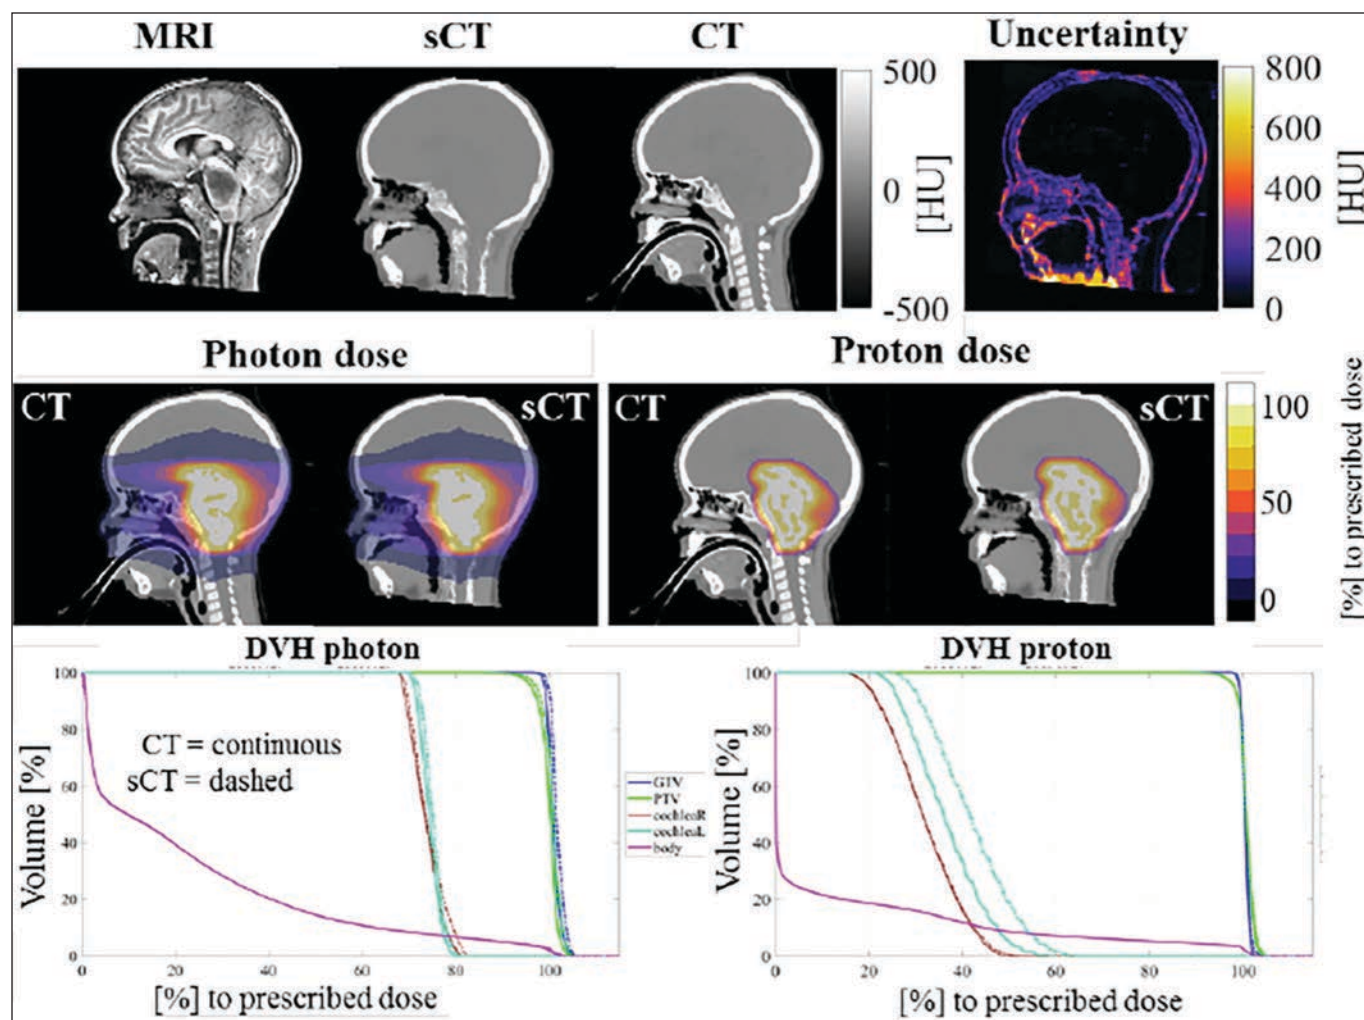 MRI sCT CT Uncertainty
500
0
-500
[HU]
800
600
400
200
0
[HU]
Photon dose Proton dose
CT sCT CT sCT
100
50
0
[%] to prescribed dose
DVH photon DVH proton
100
80
60
40
20
0
Volume [%]
CT = continuous
sCT = dashed
0 20 40 60 80 100
[%] to prescribed dose
GTV
PTV
cochleaR
cochleaL
body
100
80
60
40
20
0
Volume [%]
0 20 40 60 80 100
[%] to prescribed dose